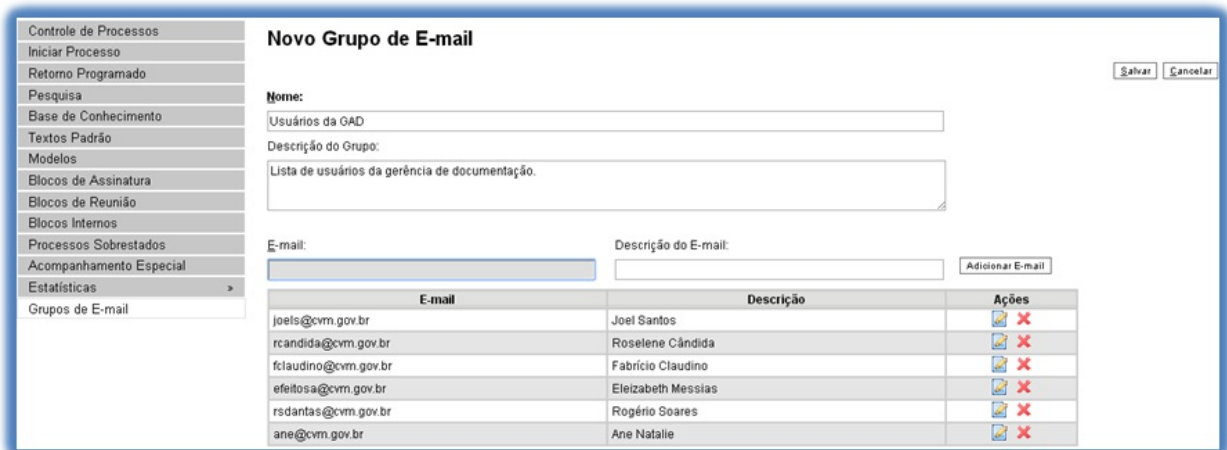 Controle de Processos
Iniciar Processo
Retorno Programado
Pesquisa
Base de Conhecimento
Textos Padrão
Modelos
Blocos de Assinatura
Blocos de Reunião
Blocos Internos
Processos Sobrestados
Acompanhamento Especial
Estatísticas »
Grupos de E-mail
Novo Grupo de E-mail
Salvar Cancelar
Nome:
Usuários da GAD
Descrição do Grupo:
Lista de usuários da gerência de documentação.
E-mail: Descrição do E-mail:
Adicionar E-mail
E-mail Descrição Ações
joels@cvm.gov.br Joel Santos
rcandida@cvm.gov.br Roselene Cândida
fclaudino@cvm.gov.br Fabrício Claudino
efeitosa@cvm.gov.br Eleizabeth Messias
rsdantas@cvm.gov.br Rogério Soares
ane@cvm.gov.br Ane Natalie